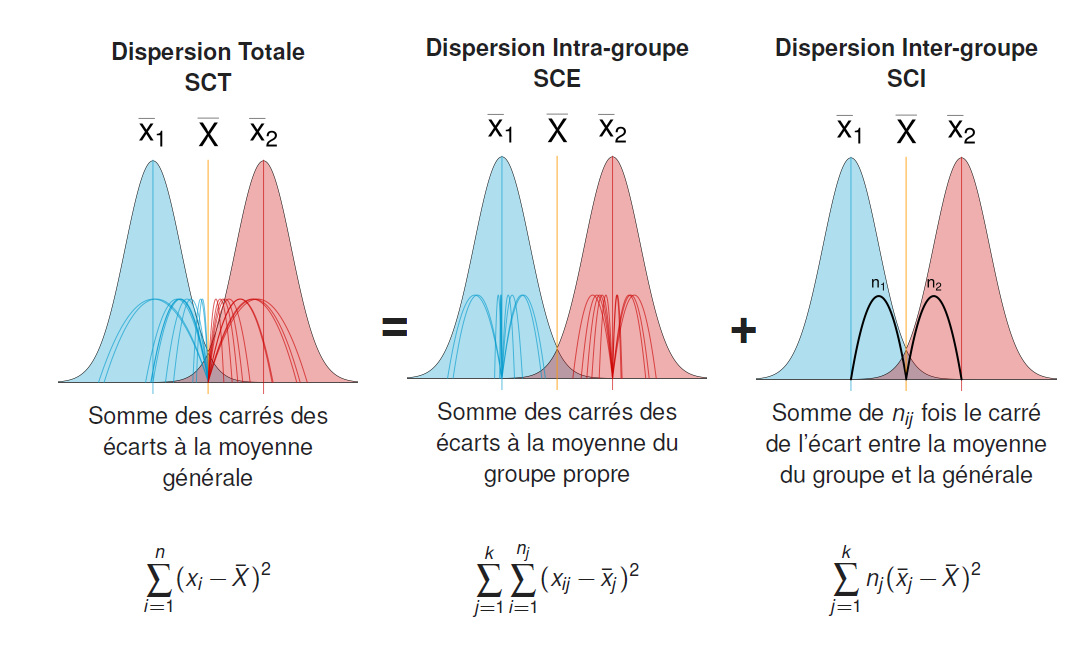 Dispersion Totale
SCT
x̄₁ X̄ x̄₂
Somme des carrés des
écarts à la moyenne
générale
n
∑(xᵢ − X̄)²
i=1
=
Dispersion Intra-groupe
SCE
x̄₁ X̄ x̄₂
Somme des carrés des
écarts à la moyenne du
groupe propre
k nⱼ
∑∑(xᵢⱼ − x̄ⱼ)²
j=1 i=1
+
Dispersion Inter-groupe
SCI
x̄₁ X̄ x̄₂
n₁ n₂
Somme de nᵢⱼ fois le carré
de l'écart entre la moyenne
du groupe et la générale
k
∑ nⱼ(x̄ⱼ − X̄)²
j=1